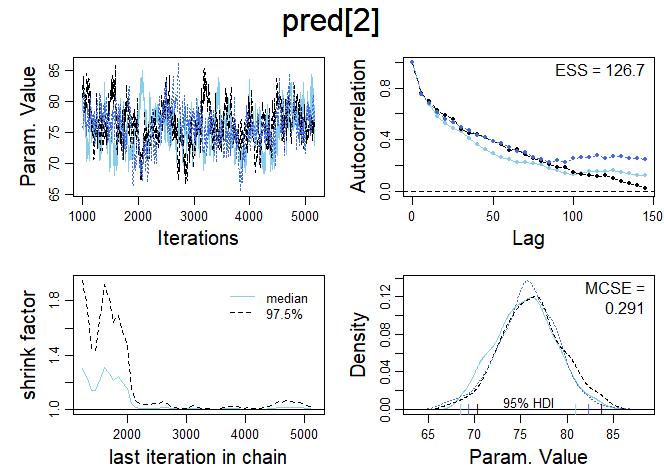 pred[2]
Param. Value
65 70 75 80 85
1000 2000 3000 4000 5000
Iterations
Autocorrelation
0.0 0.4 0.8
ESS = 126.7
0 50 100 150
Lag
shrink factor
1.0 1.4 1.8
median
97.5%
2000 3000 4000 5000
last iteration in chain
Density
0.00 0.04 0.08 0.12
MCSE =
0.291
95% HDI
65 70 75 80 85
Param. Value